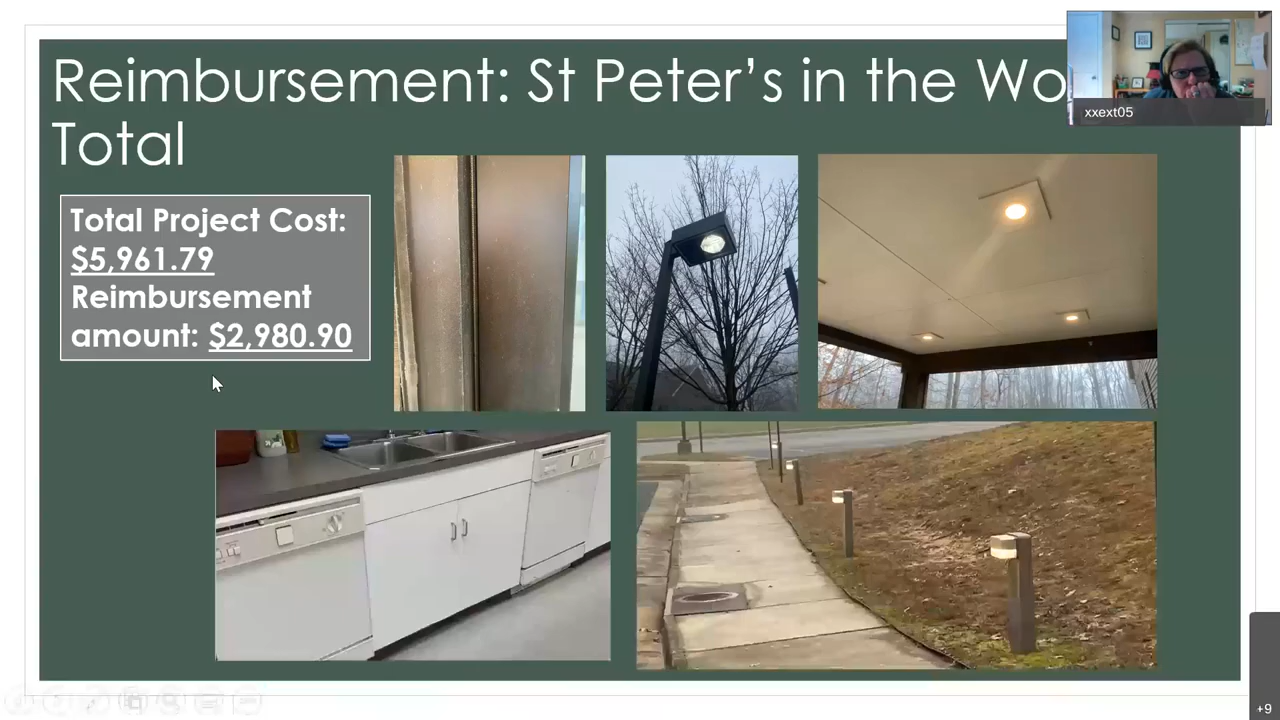 Reimbursement: St Peter's in the Wo
Total
Total Project Cost:
$5,961.79
Reimbursement
amount: $2,980.90
xxext05
+9